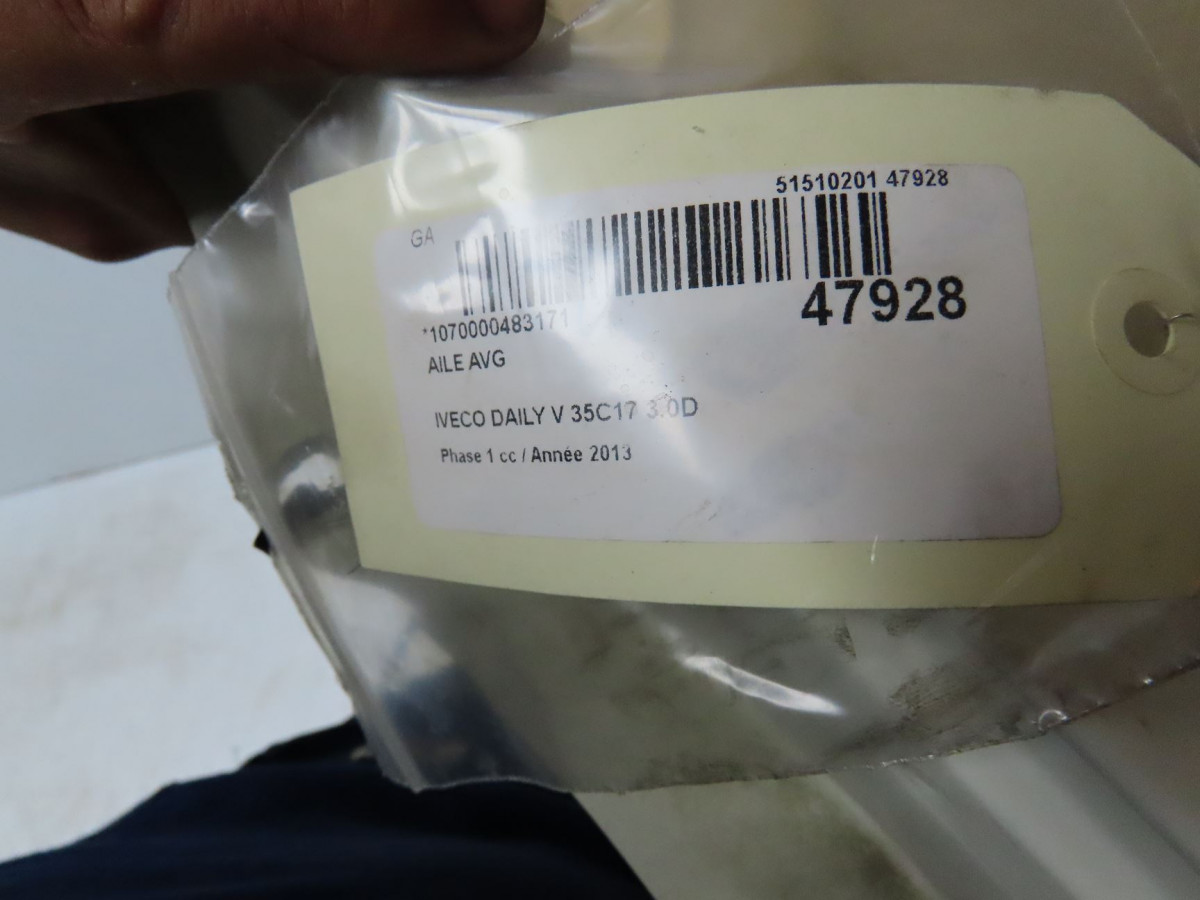 51510201 47928
GA
47928
*1070000483171
AILE AVG
IVECO DAILY V 35C17 3.0D
Phase 1 cc / Année 2013